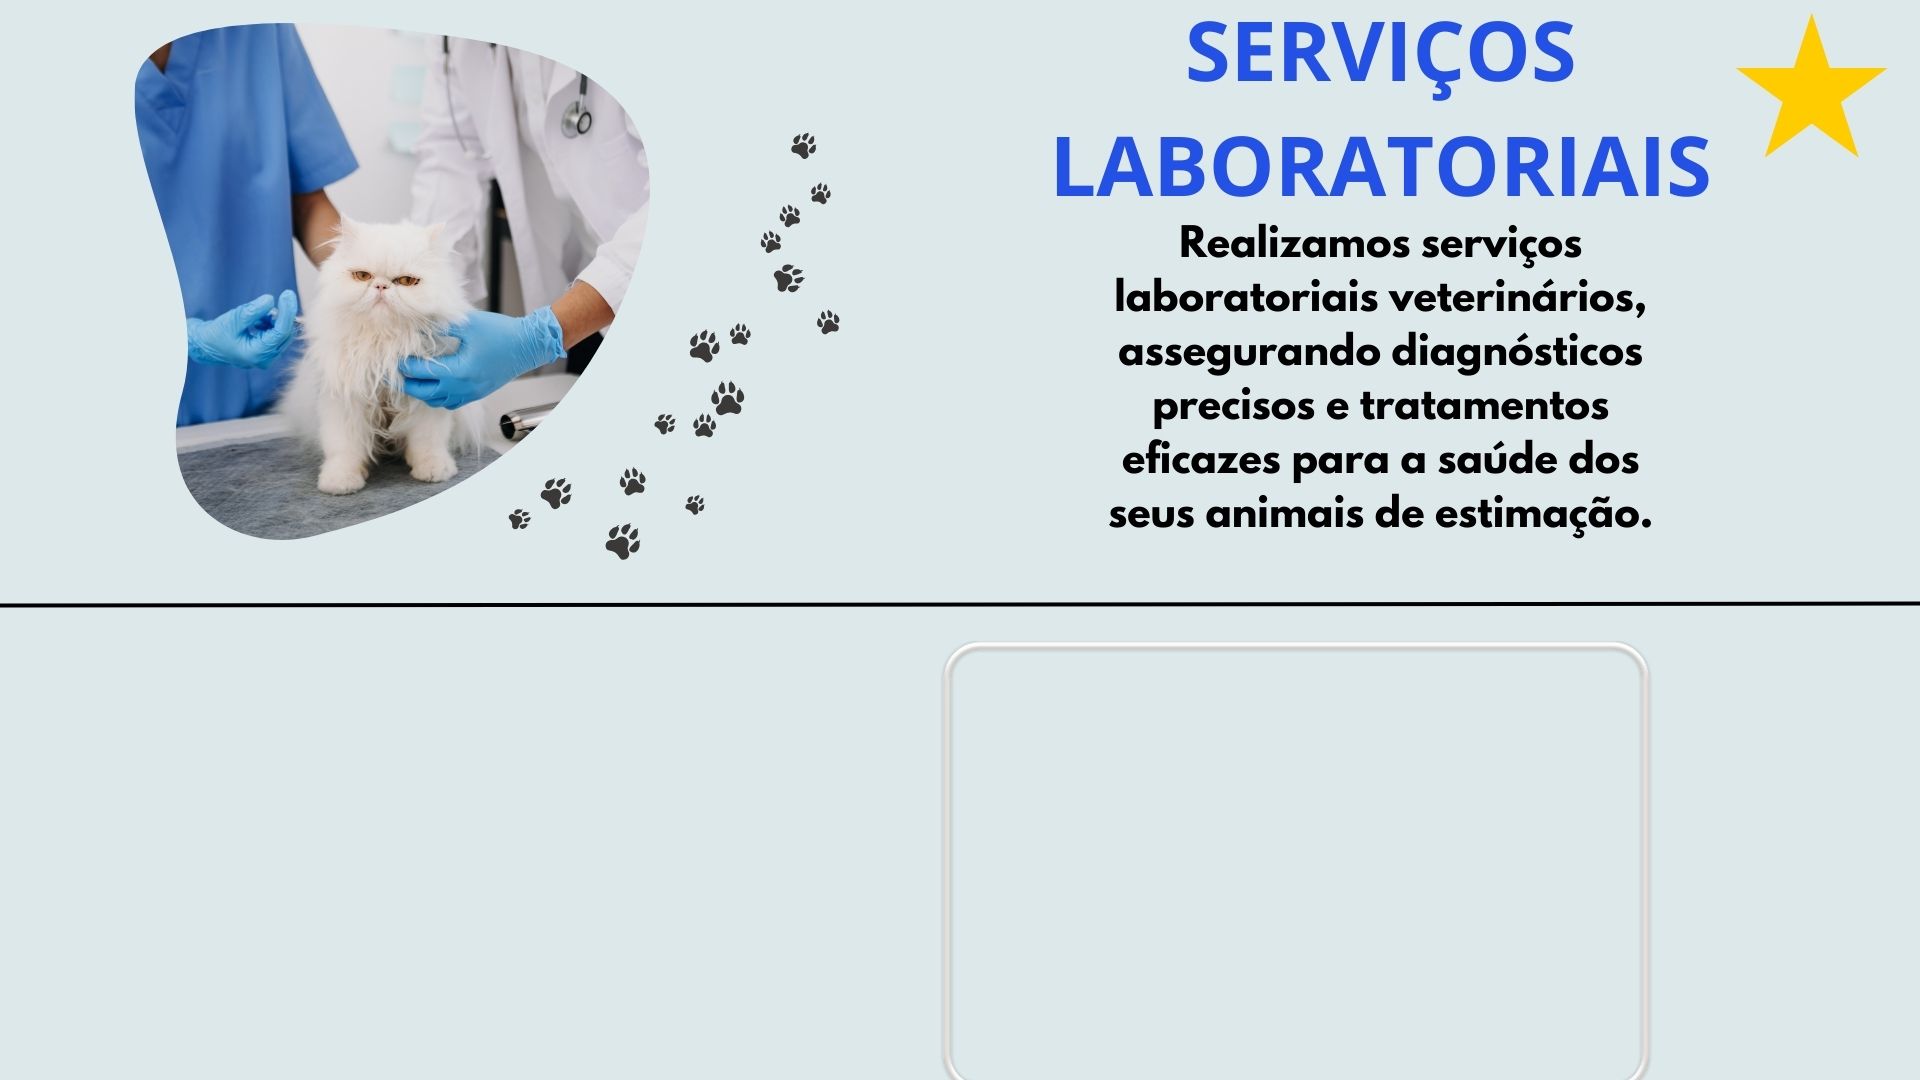 SERVIÇOS
LABORATORIAIS
Realizamos serviços
laboratoriais veterinários,
assegurando diagnósticos
precisos e tratamentos
eficazes para a saúde dos
seus animais de estimação.